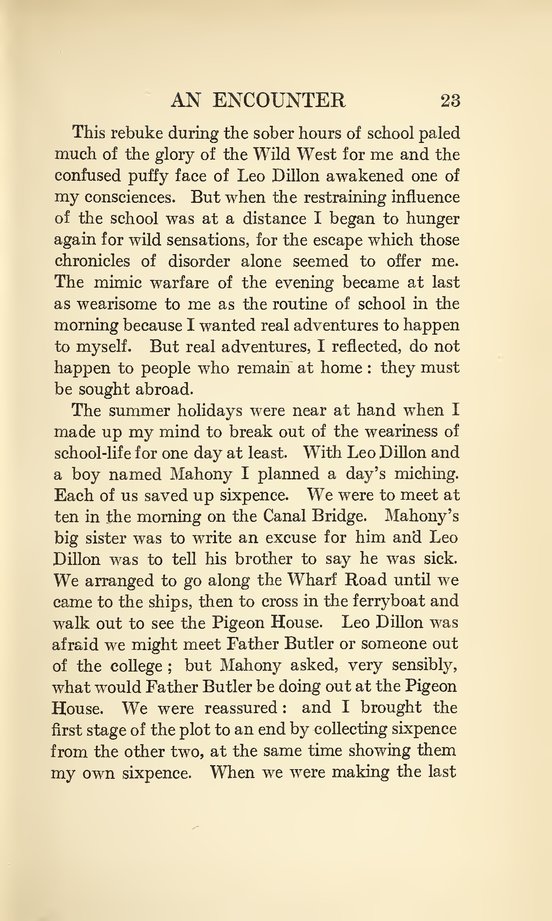 AN ENCOUNTER 23
This rebuke during the sober hours of school paled
much of the glory of the Wild West for me and the
confused puffy face of Leo Dillon awakened one of
my consciences. But when the restraining influence
of the school was at a distance I began to hunger
again for wild sensations, for the escape which those
chronicles of disorder alone seemed to offer me.
The mimic warfare of the evening became at last
as wearisome to me as the routine of school in the
morning because I wanted real adventures to happen
to myself. But real adventures, I reflected, do not
happen to people who remain at home : they must
be sought abroad.
The summer holidays were near at hand when I
made up my mind to break out of the weariness of
school-life for one day at least. With Leo Dillon and
a boy named Mahony I planned a day's miching.
Each of us saved up sixpence. We were to meet at
ten in the morning on the Canal Bridge. Mahony's
big sister was to write an excuse for him and Leo
Dillon was to tell his brother to say he was sick.
We arranged to go along the Wharf Road until we
came to the ships, then to cross in the ferryboat and
walk out to see the Pigeon House. Leo Dillon was
afraid we might meet Father Butler or someone out
of the college ; but Mahony asked, very sensibly,
what would Father Butler be doing out at the Pigeon
House. We were reassured : and I brought the
first stage of the plot to an end by collecting sixpence
from the other two, at the same time showing them
my own sixpence. When we were making the last